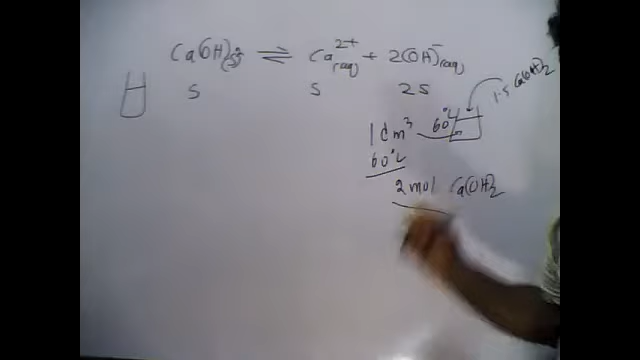 Ca(OH)₂(s) ⇌ Ca²⁺(aq) + 2(OH)⁻(aq)
S S 2S
1.5 Ca(OH)₂
1 dm³ 60°C
60°C
2 mol Ca(OH)₂